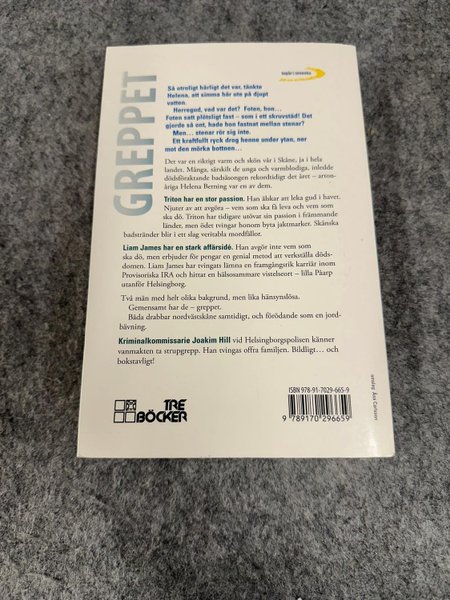 GREPPET
Så otroligt härligt det var, tänkte
Helena, att simma här ute på djupt
vatten.
Herregud, vad var det? Foten, hon…
Foten satt plötsligt fast – som i ett skruvstäd! Det
gjorde så ont, hade hon fastnat mellan stenar?
Men… stenar rör sig inte.
Ett kraftfullt ryck drog henne under ytan, ner
mot den mörka bottnen…
Det var en riktigt varm och skön vår i Skåne, ja i hela
landet. Många, särskilt de unga och varmblodiga, inledde
dödsföraktande badsäsongen rekordtidigt det året – arton-
åriga Helena Berning var en av dem.
Triton har en stor passion. Han älskar att leka gud i havet.
Njuter av att avgöra – vem som ska få leva och vem som
ska dö. Triton har tidigare utövat sin passion i främmande
länder, men ödet tvingar honom byta jaktmarker. Skånska
badstränder blir i ett slag veritabla mordfällor.
Liam James har en stark affärsidé. Han avgör inte vem som
ska dö, men erbjuder för pengar en genial metod att verkställa döds-
domen. Liam James har tvingats lämna en framgångsrik karriär inom
Provisoriska IRA och hittat en hälsosammare vistelseort – lilla Påarp
utanför Helsingborg.
Två män med helt olika bakgrund, men lika hänsynslösa.
Gemensamt har de – greppet.
Båda drabbar nordvästskåne samtidigt, och förödande som en jord-
bävning.
Kriminalkommissarie Joakim Hill vid Helsingborgspolisen känner
vanmakten ta strupgrepp. Han tvingas offra familjen. Bildligt… och
bokstavligt!
omslag: Åsa Carlsson
ISBN 978-91-7029-665-9
TRE
BÖCKER
9 789170 296659